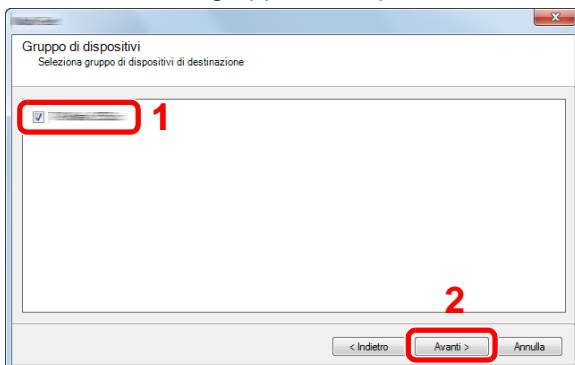 Gruppo di dispositivi
Seleziona gruppo di dispositivi di destinazione
1
2
< Indietro
Avanti >
Annulla